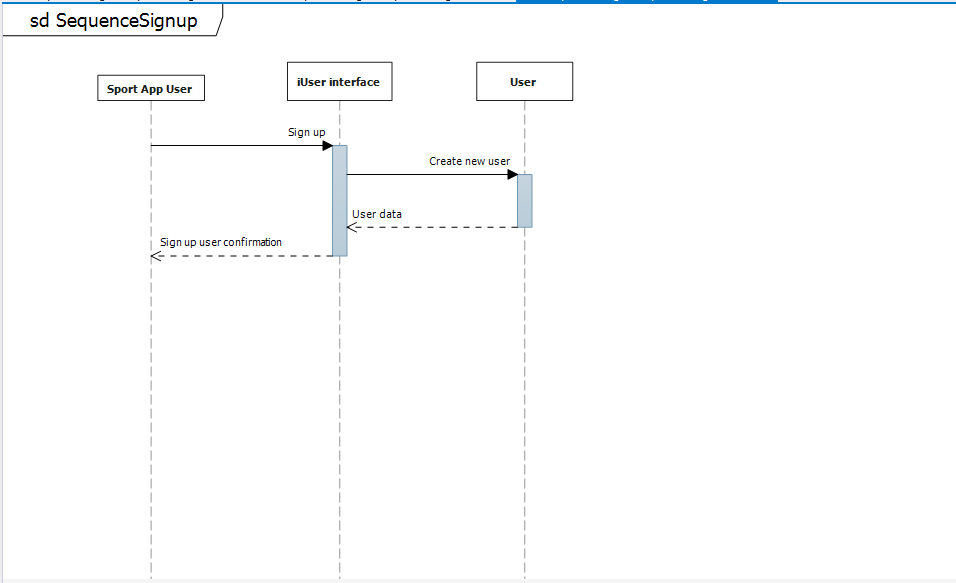 sd SequenceSignup
Sport App User
iUser interface
User
Sign up
Create new user
User data
Sign up user confirmation